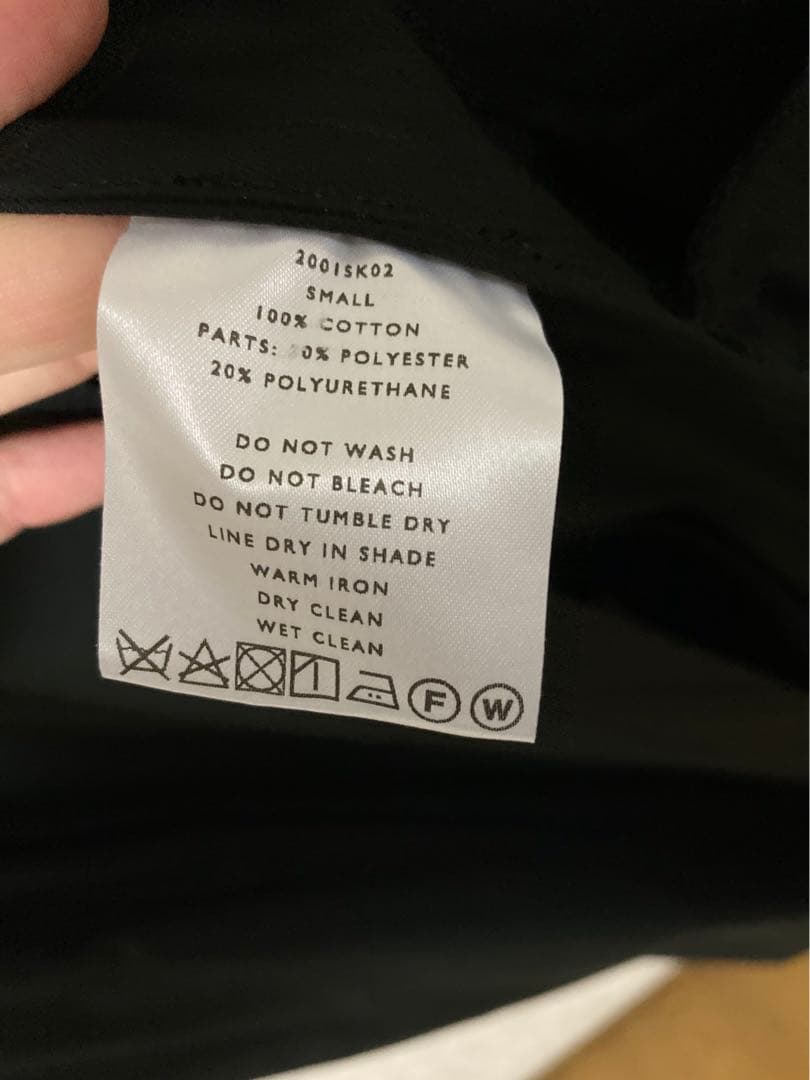 2001SK02
SMALL
100% COTTON
PARTS: 0% POLYESTER
20% POLYURETHANE
DO NOT WASH
DO NOT BLEACH
DO NOT TUMBLE DRY
LINE DRY IN SHADE
WARM IRON
DRY CLEAN
WET CLEAN
F W